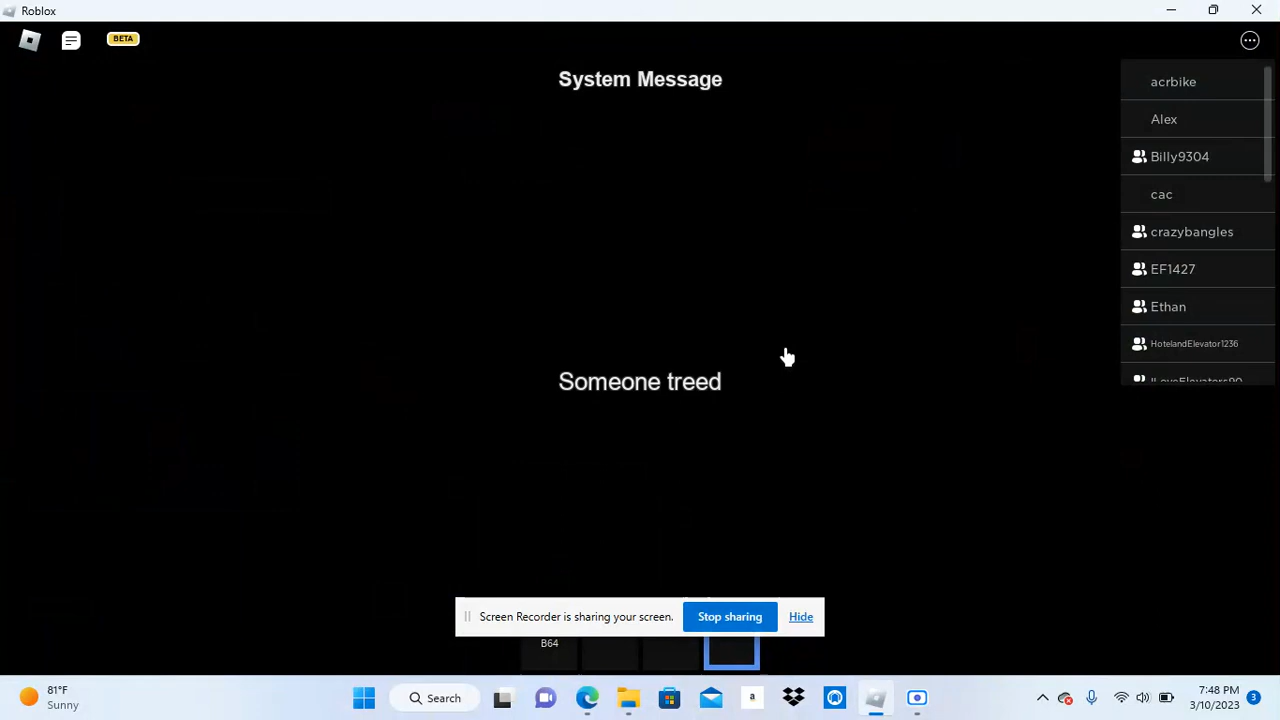 Roblox
BETA
System Message
acrbike
Alex
Billy9304
cac
crazybangles
EF1427
Ethan
HotelandElevator1236
ILoveElevators90
Someone treed
Screen Recorder is sharing your screen.
Stop sharing
Hide
B64
81°F
Sunny
Search
a
7:48 PM
3/10/2023
3